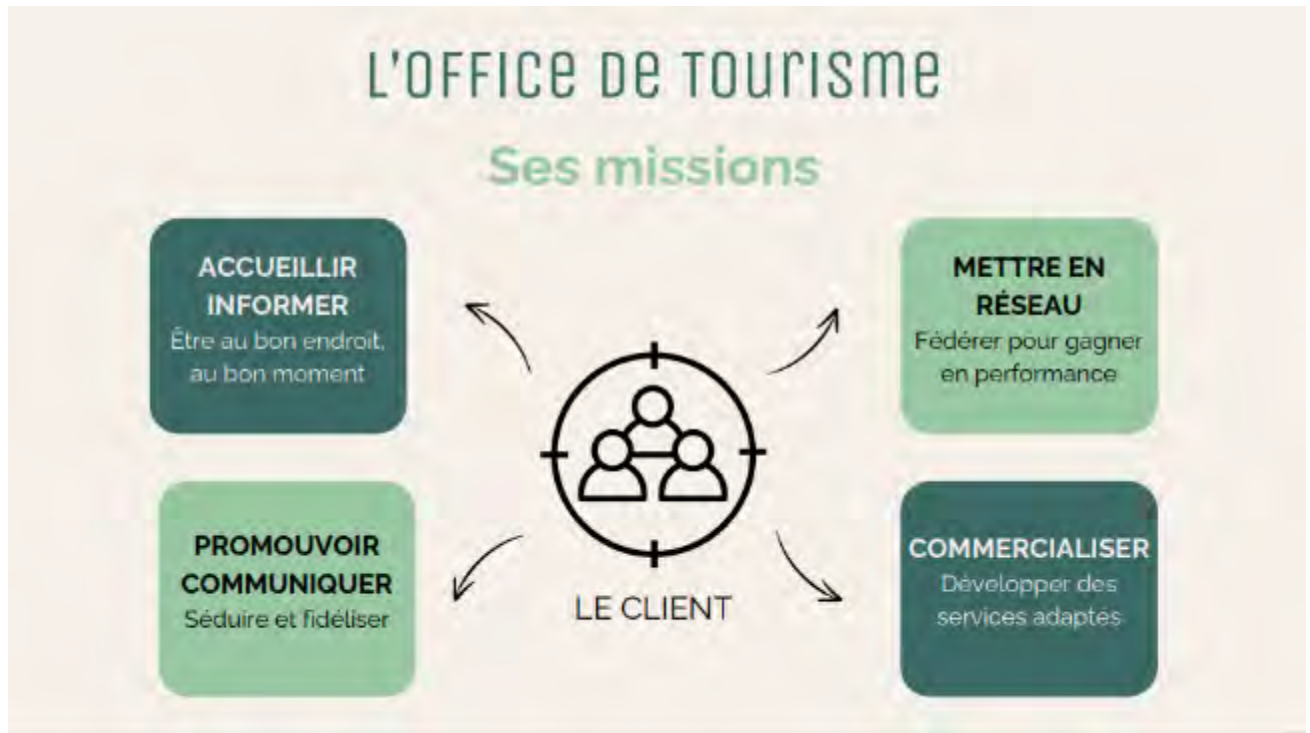 L'OFFICE DE TOURISME
Ses missions
ACCUEILLIR
INFORMER
Être au bon endroit,
au bon moment
METTRE EN
RÉSEAU
Fédérer pour gagner
en performance
PROMOUVOIR
COMMUNIQUER
Séduire et fidéliser
LE CLIENT
COMMERCIALISER
Développer des
services adaptés